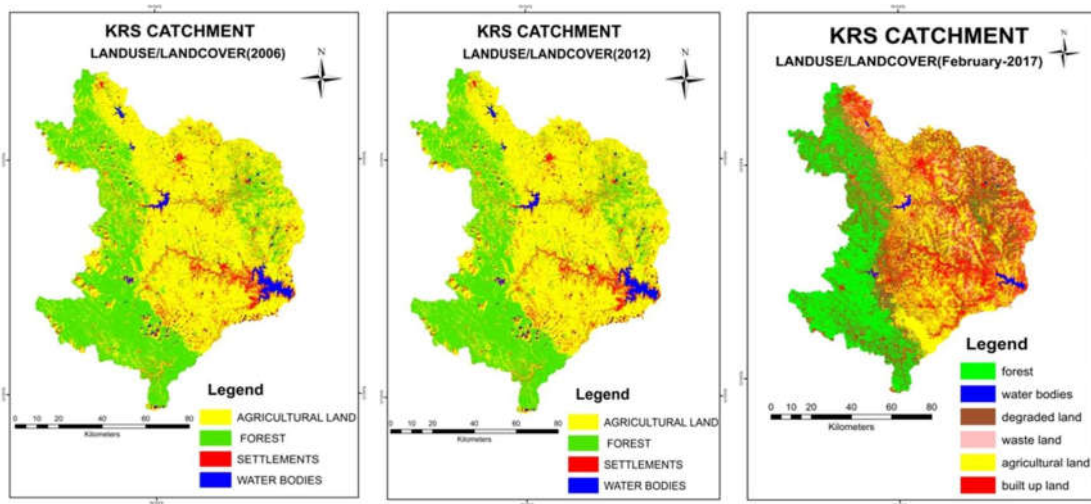 KRS CATCHMENT
LANDUSE/LANDCOVER(2006)
N
Legend
AGRICULTURAL LAND
FOREST
SETTLEMENTS
WATER BODIES
0 10 20 40 60 80
Kilometers
KRS CATCHMENT
LANDUSE/LANDCOVER(2012)
N
Legend
AGRICULTURAL LAND
FOREST
SETTLEMENTS
WATER BODIES
0 10 20 40 60 80
Kilometers
KRS CATCHMENT
LANDUSE/LANDCOVER(February-2017)
N
Legend
forest
water bodies
degraded land
waste land
agricultural land
built up land
0 10 20 40 60 80
Kilometers